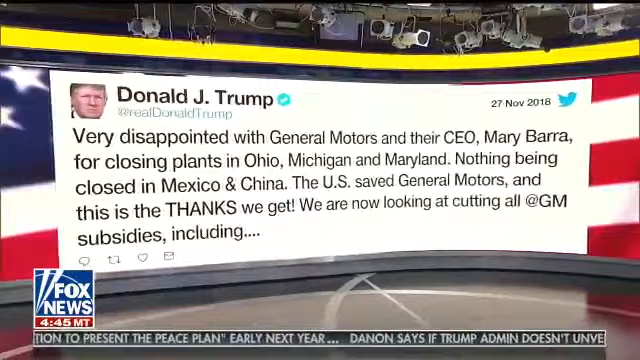 Donald J. Trump
@realDonaldTrump
27 Nov 2018
Very disappointed with General Motors and their CEO, Mary Barra,
for closing plants in Ohio, Michigan and Maryland. Nothing being
closed in Mexico & China. The U.S. saved General Motors, and
this is the THANKS we get! We are now looking at cutting all @GM
subsidies, including....
FOX
NEWS
4:45 MT
TION TO PRESENT THE PEACE PLAN" EARLY NEXT YEAR ... DANON SAYS IF TRUMP ADMIN DOESN'T UNVE